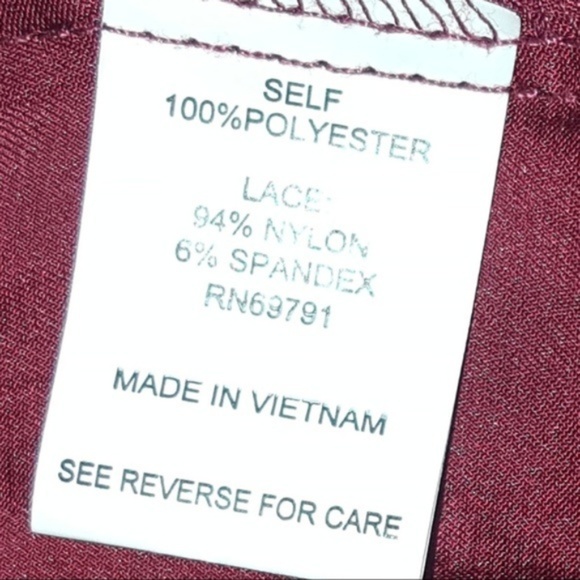 SELF
100%POLYESTER
LACE:
94% NYLON
6% SPANDEX
RN69791
MADE IN VIETNAM
SEE REVERSE FOR CARE